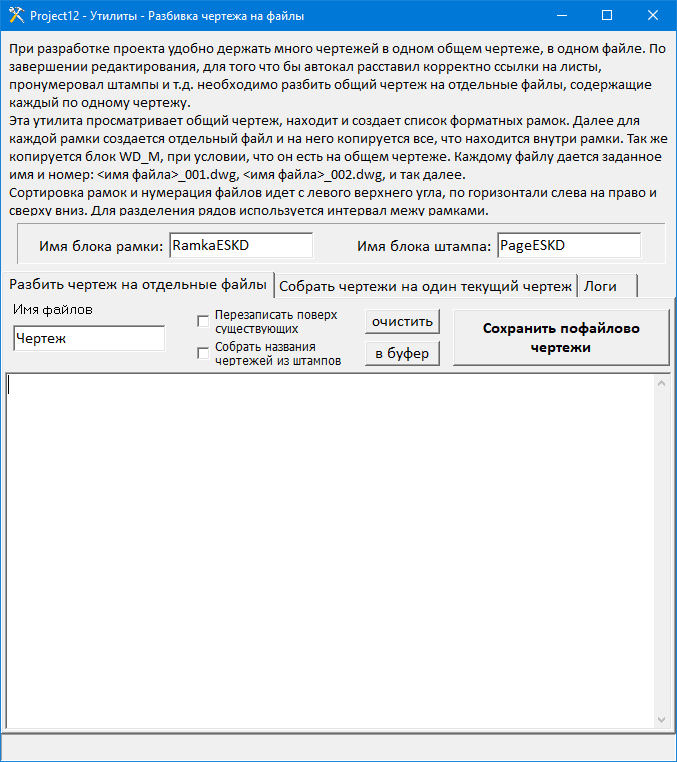 Project12 - Утилиты - Разбивка чертежа на файлы
При разработке проекта удобно держать много чертежей в одном общем чертеже, в одном файле. По
завершении редактирования, для того что бы автокал расставил корректно ссылки на листы,
пронумеровал штампы и т.д. необходимо разбить общий чертеж на отдельные файлы, содержащие
каждый по одному чертежу.
Эта утилита просматривает общий чертеж, находит и создает список форматных рамок. Далее для
каждой рамки создается отдельный файл и на него копируется все, что находится внутри рамки. Так же
копируется блок WD_M, при условии, что он есть на общем чертеже. Каждому файлу дается заданное
имя и номер: <имя файла>_001.dwg, <имя файла>_002.dwg, и так далее.
Сортировка рамок и нумерация файлов идет с левого верхнего угла, по горизонтали слева на право и
сверху вниз. Для разделения рядов используется интервал межу рамками.
Имя блока рамки: RamkaESKD Имя блока штампа: PageESKD
Разбить чертеж на отдельные файлы Собрать чертежи на один текущий чертеж Логи
Имя файлов
Чертеж
Перезаписать поверх
существующих
Собрать названия
чертежей из штампов
очистить
в буфер
Сохранить пофайлово
чертежи